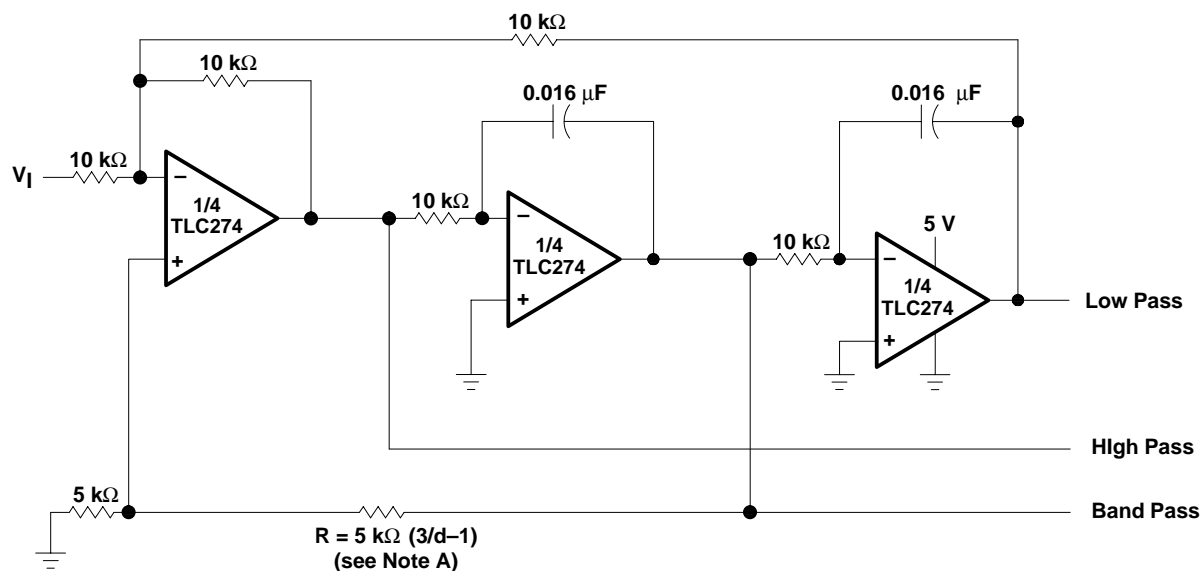 10 kΩ
10 kΩ
0.016 μF
0.016 μF
10 kΩ
VI
–
1/4
TLC274
+
10 kΩ
–
1/4
TLC274
+
5 V
10 kΩ
–
1/4
TLC274
+
Low Pass
HIgh Pass
5 kΩ
Band Pass
R = 5 kΩ (3/d–1)
(see Note A)